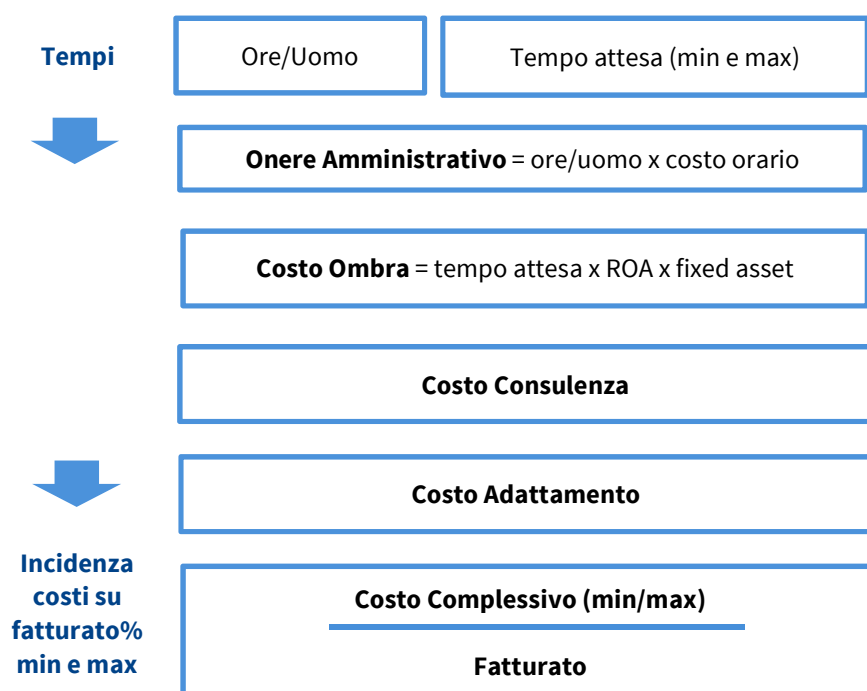 Tempi
Ore/Uomo
Tempo attesa (min e max)
Onere Amministrativo = ore/uomo x costo orario
Costo Ombra = tempo attesa x ROA x fixed asset
Costo Consulenza
Costo Adattamento
Incidenza
costi su
fatturato%
min e max
Costo Complessivo (min/max)
Fatturato